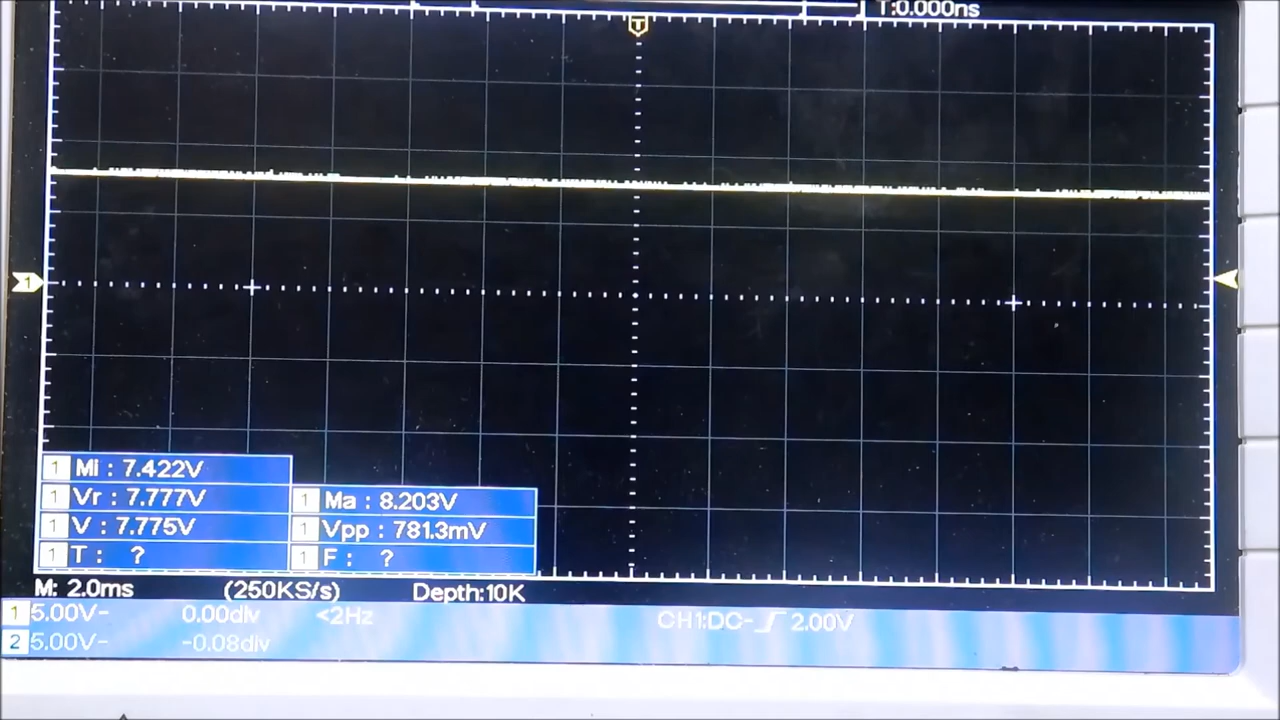 T:0.000ns
T
1
1 Mi : 7.422V
1 Vr : 7.777V 1 Ma : 8.203V
1 V : 7.775V 1 Vpp : 781.3mV
1 T : ? 1 F : ?
M: 2.0ms (250KS/s) Depth:10K
1 5.00V- 0.00div <2Hz CH1:DC- 2.00V
2 5.00V- -0.08div